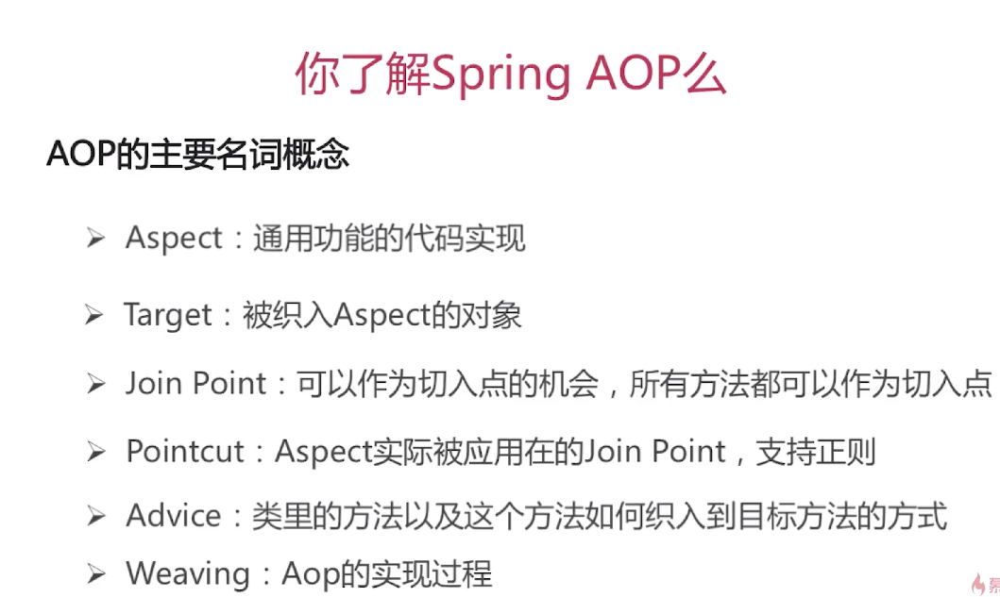 你了解Spring AOP么
AOP的主要名词概念
Aspect：通用功能的代码实现
Target：被织入Aspect的对象
Join Point：可以作为切入点的机会，所有方法都可以作为切入点
Pointcut：Aspect实际被应用在的Join Point，支持正则
Advice：类里的方法以及这个方法如何织入到目标方法的方式
Weaving：Aop的实现过程